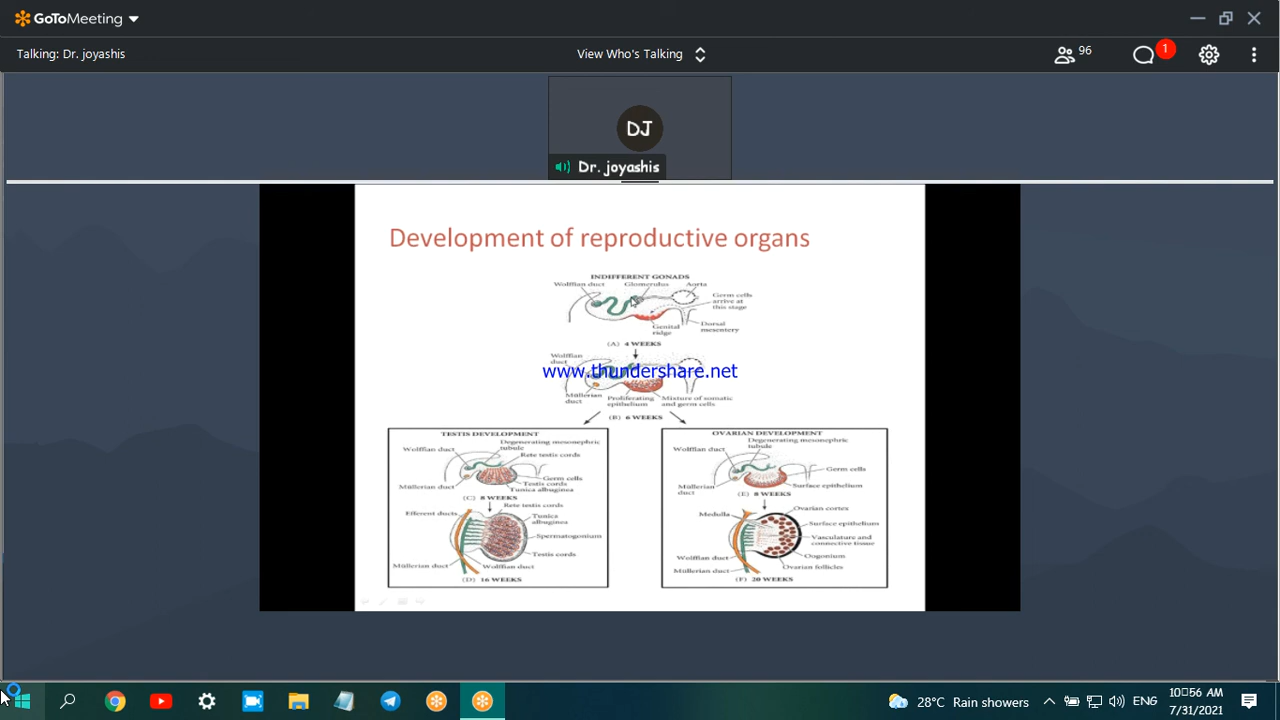 GoToMeeting
Talking: Dr. joyashis
View Who's Talking
96
1
DJ
Dr. joyashis
Development of reproductive organs
INDIFFERENT GONADS
Wolffian duct
Glomerulus
Aorta
Germ cells
arrive at
this stage
Genital
ridge
Dorsal
mesentery
(A) 4 WEEKS
Wolffian
duct
www.thundershare.net
Müllerian
duct
Proliferating
epithelium
Mixture of somatic
and germ cells
(B) 6 WEEKS
TESTIS DEVELOPMENT
Degenerating mesonephric
tubule
Wolffian duct
Rete testis cords
Germ cells
Testis cords
Tunica albuginea
Müllerian duct
(C) 8 WEEKS
Rete testis cords
Efferent ducts
Tunica
albuginea
Spermatogonium
Testis cords
Müllerian duct
Wolffian duct
(D) 16 WEEKS
OVARIAN DEVELOPMENT
Degenerating mesonephric
tubule
Wolffian duct
Germ cells
Surface epithelium
Müllerian
duct
(E) 8 WEEKS
Ovarian cortex
Medulla
Surface epithelium
Vasculature and
connective tissue
Oogonium
Ovarian follicles
Wolffian duct
Müllerian duct
(F) 20 WEEKS
28°C Rain showers
ENG
10:56 AM
7/31/2021